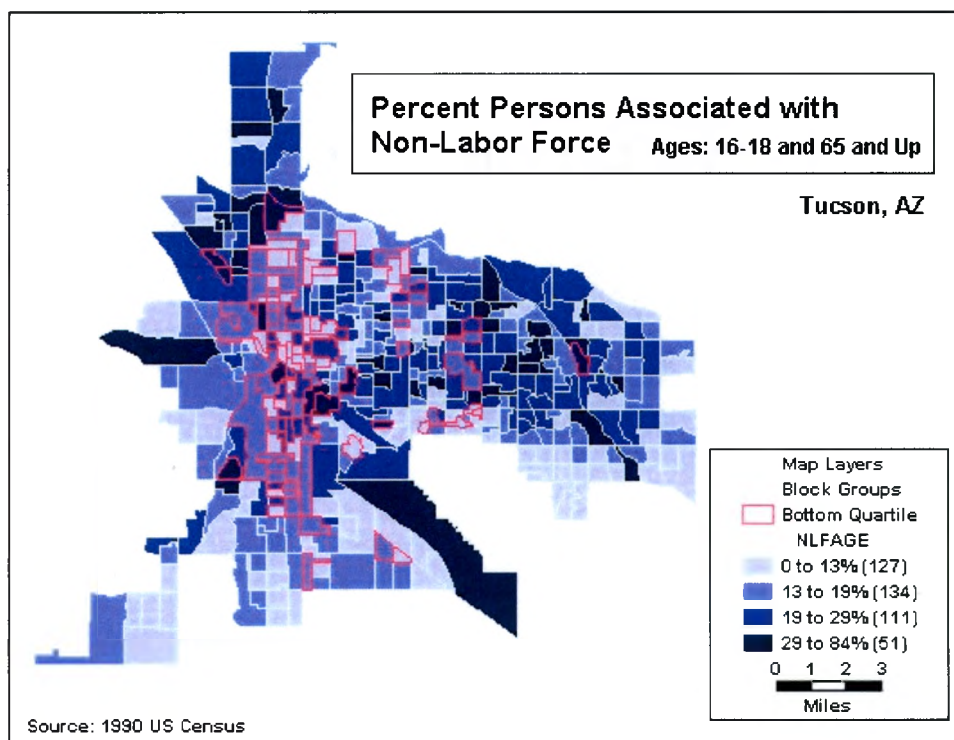 Percent Persons Associated with
Non-Labor Force Ages: 16-18 and 65 and Up
Tucson, AZ
Map Layers
Block Groups
Bottom Quartile
NLFAGE
0 to 13% (127)
13 to 19% (134)
19 to 29% (111)
29 to 84% (51)
0 1 2 3
Miles
Source: 1990 US Census